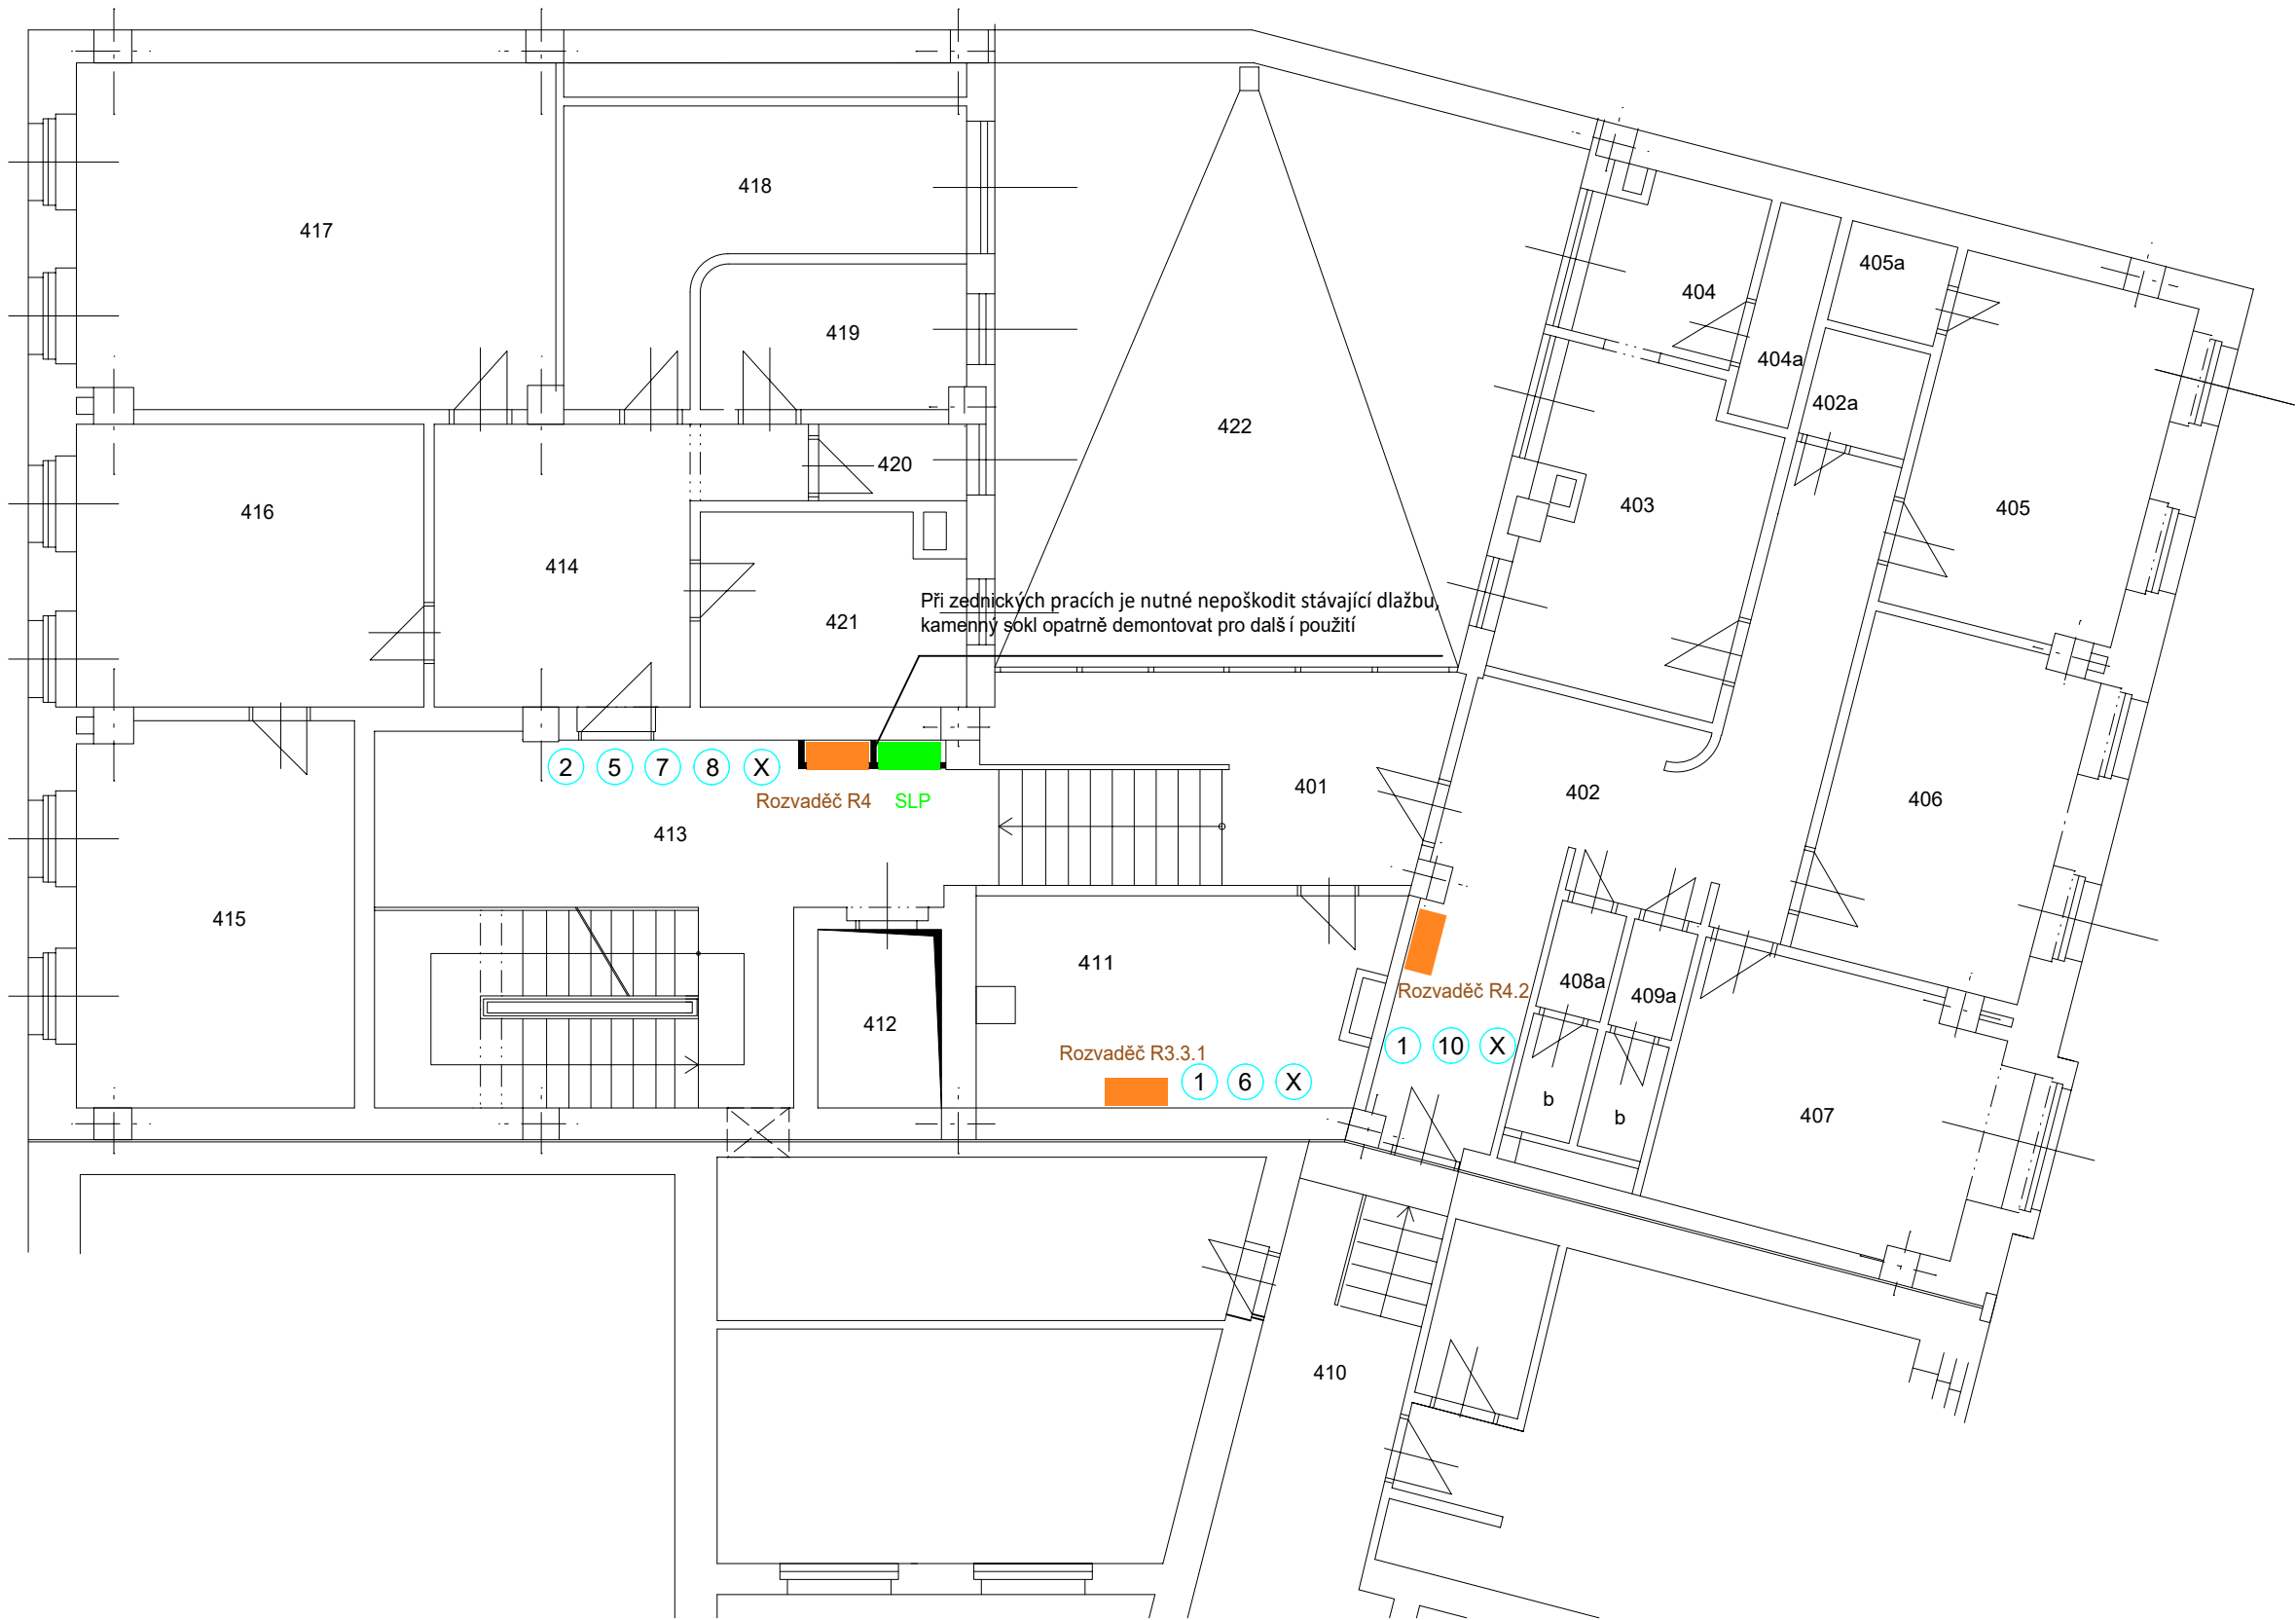 418
417
405a
404
419
404a
402a
422
420
403
405
416
414
Při zednických pracích je nutné nepoškodit stávající dlažbu,
kamenný sokl opatrně demontovat pro další použití
421
2 5 7 8 X
Rozvaděč R4 SLP
401
402
406
413
415
411
408a
409a
Rozvaděč R4.2
412
1 10 X
Rozvaděč R3.3.1
1 6 X
b
b
407
410